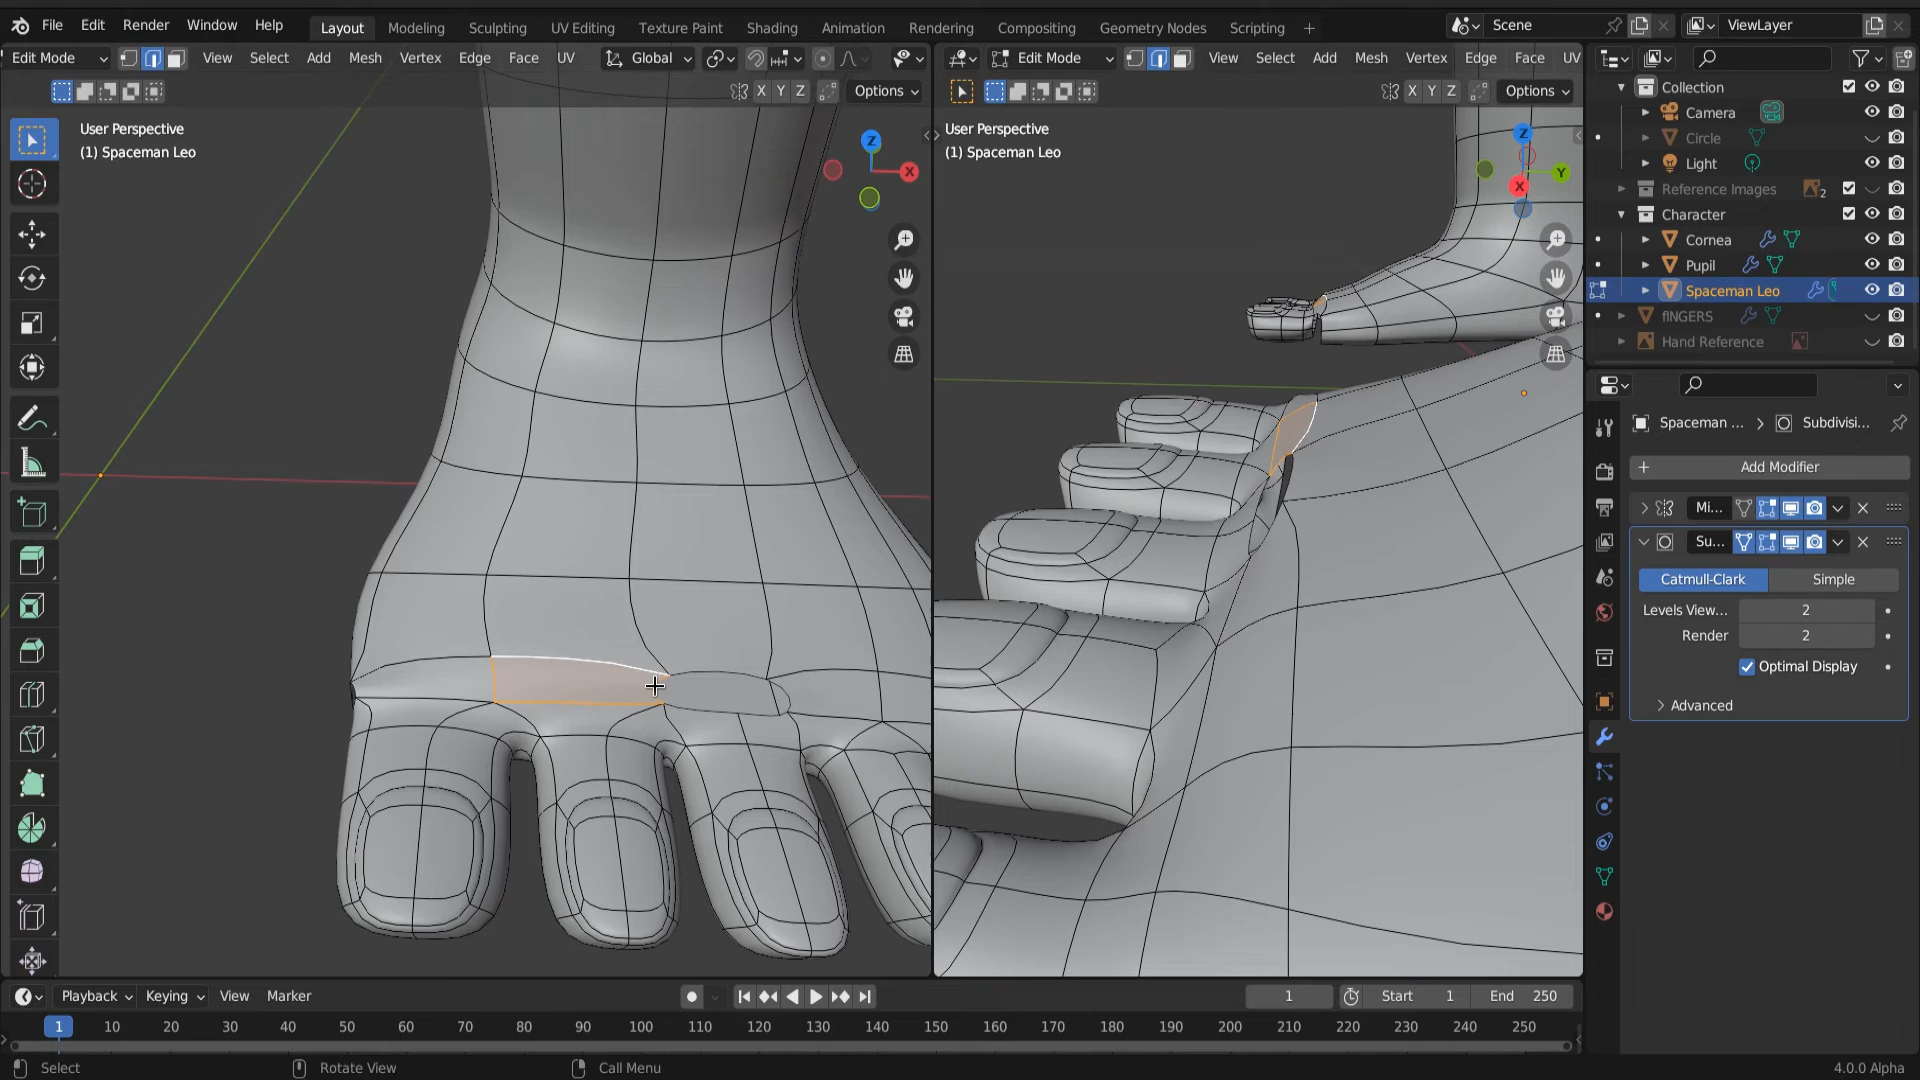 File Edit Render Window Help Layout Modeling Sculpting UV Editing Texture Paint Shading Animation Rendering Compositing Geometry Nodes Scripting + Scene ViewLayer
Edit Mode View Select Add Mesh Vertex Edge Face UV Global Edit Mode View Select Add Mesh Vertex Edge Face UV
X Y Z Options X Y Z Options
User Perspective
(1) Spaceman Leo
Z
X
User Perspective
(1) Spaceman Leo
Z
Y
X
Collection
Camera
Circle
Light
Reference Images 2
Character
Cornea
Pupil
Spaceman Leo
fINGERS
Hand Reference
Spaceman ... > Subdivisi...
+ Add Modifier
Mi...
Su...
Catmull-Clark Simple
Levels View... 2
Render 2
Optimal Display
Advanced
Playback Keying View Marker 1 Start 1 End 250
1 10 20 30 40 50 60 70 80 90 100 110 120 130 140 150 160 170 180 190 200 210 220 230 240 250
Select Rotate View Call Menu 4.0.0 Alpha